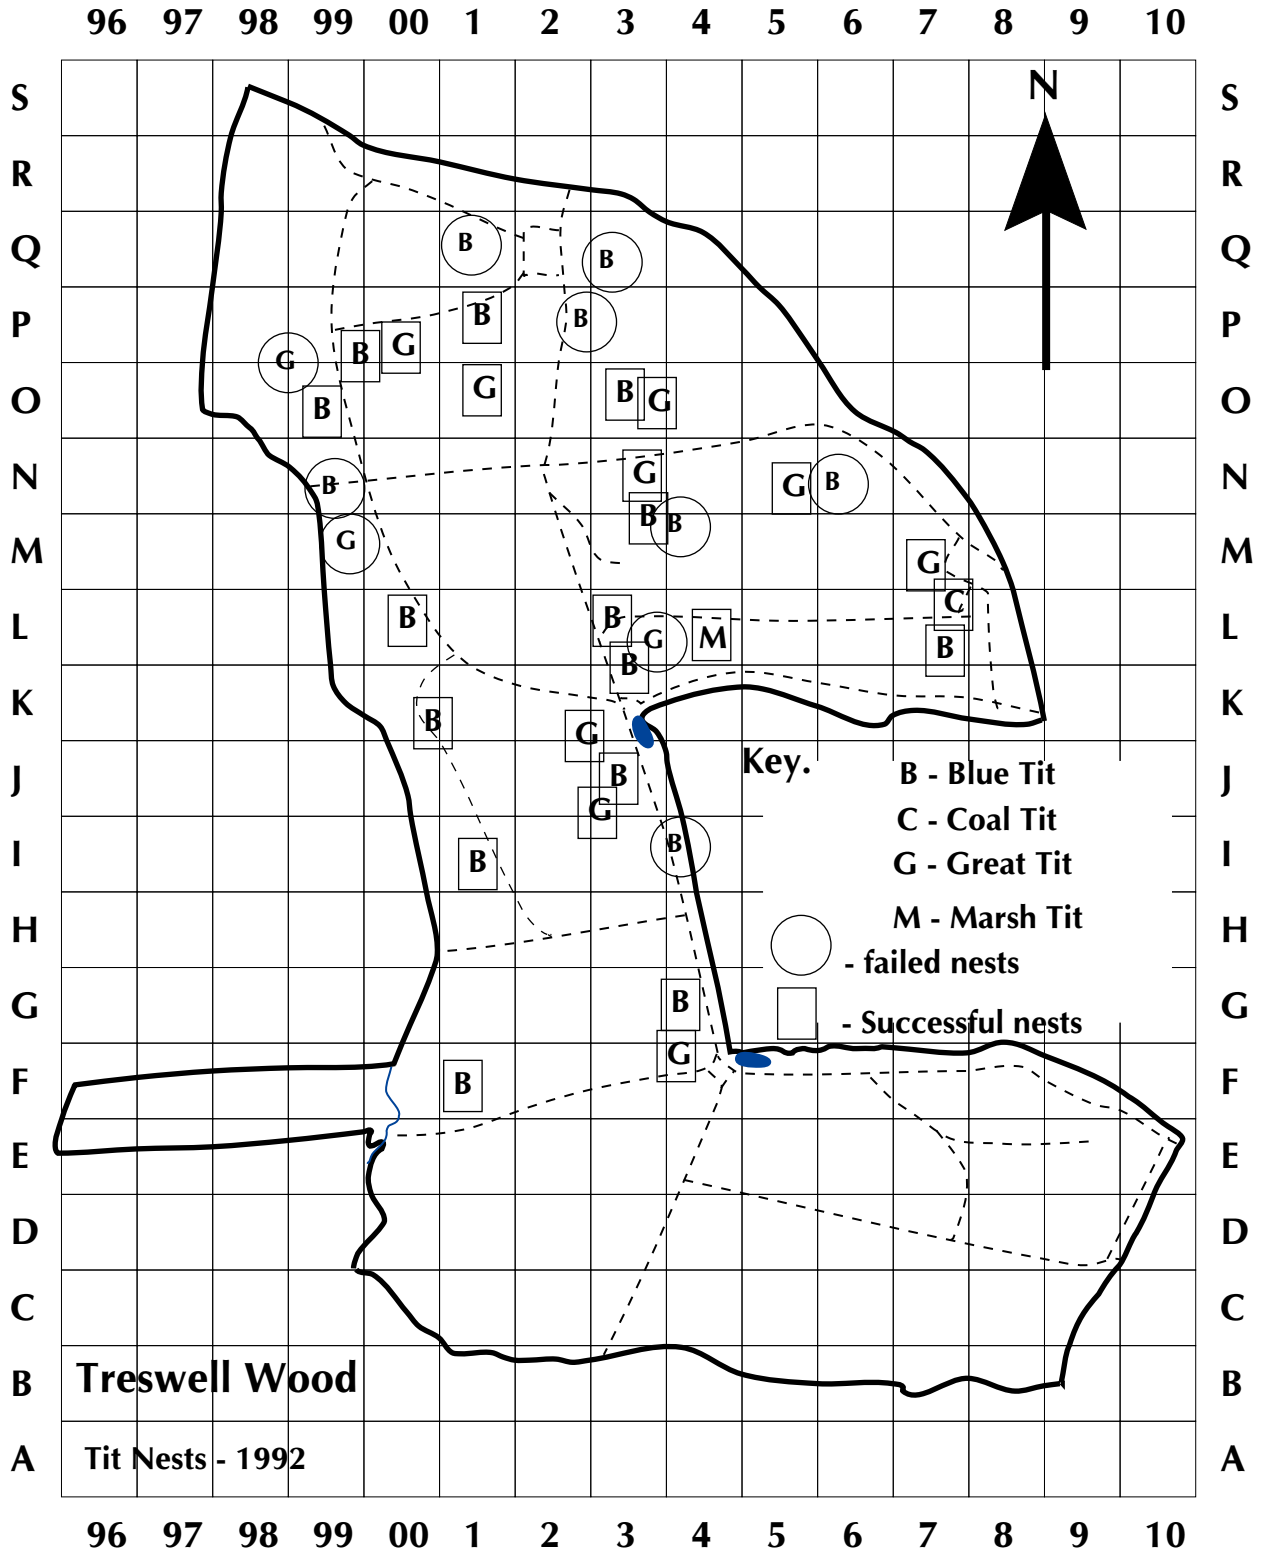 96 97 98 99 00 1 2 3 4 5 6 7 8 9 10
S N S
R R
Q B B Q
P B B P
G B G
O B G B G O
N B G G B N
M G B B M
G
C
L B B G M L
B B
K B K
G
Key.
J B B - Blue Tit J
G C - Coal Tit
I B B G - Great Tit I
H M - Marsh Tit H
- failed nests
G B - Successful nests G
G
F B F
E E
D D
C C
B Treswell Wood B
A Tit Nests - 1992 A
96 97 98 99 00 1 2 3 4 5 6 7 8 9 10